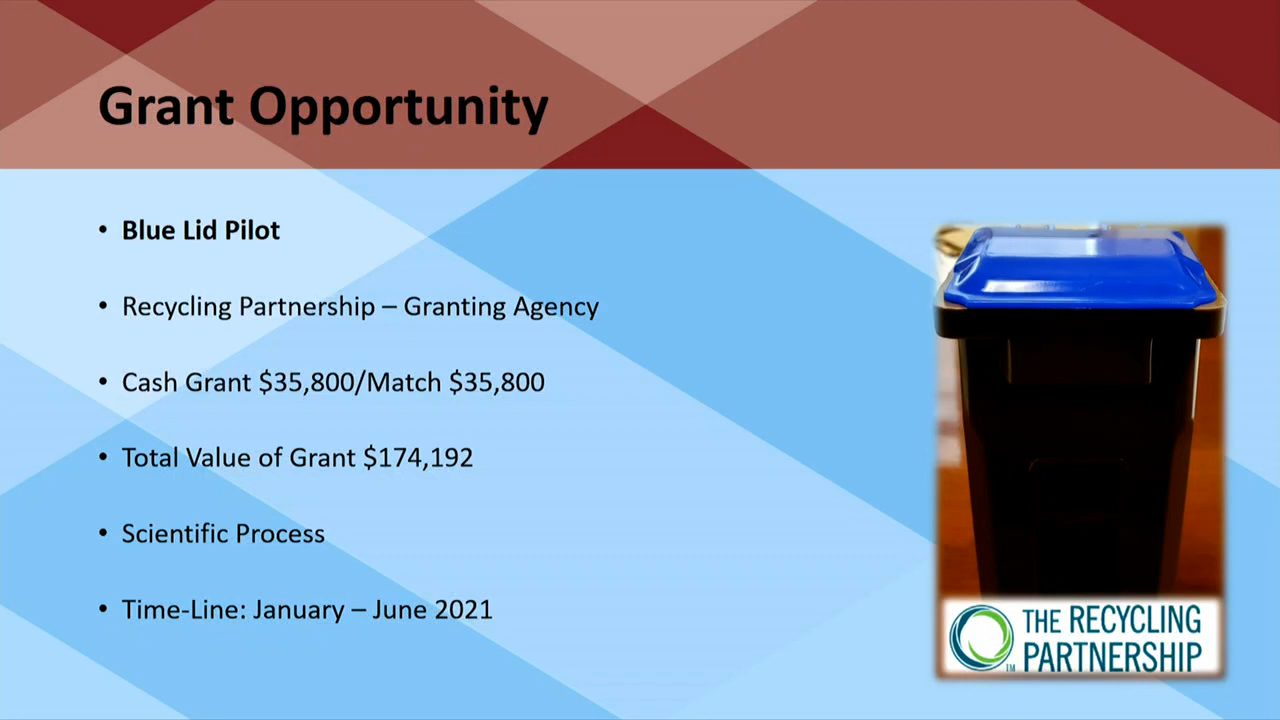 Grant Opportunity
• Blue Lid Pilot
• Recycling Partnership – Granting Agency
• Cash Grant $35,800/Match $35,800
• Total Value of Grant $174,192
• Scientific Process
• Time-Line: January – June 2021
THE RECYCLING
PARTNERSHIP
TM